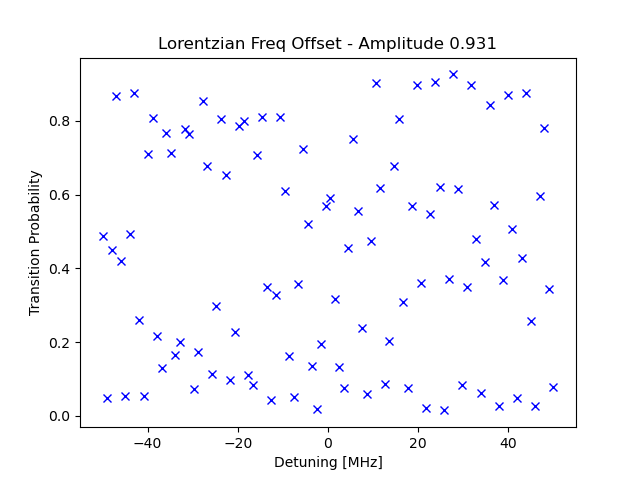 Lorentzian Freq Offset - Amplitude 0.931
Transition Probability
0.8
0.6
0.4
0.2
0.0
−40 −20 0 20 40
Detuning [MHz]